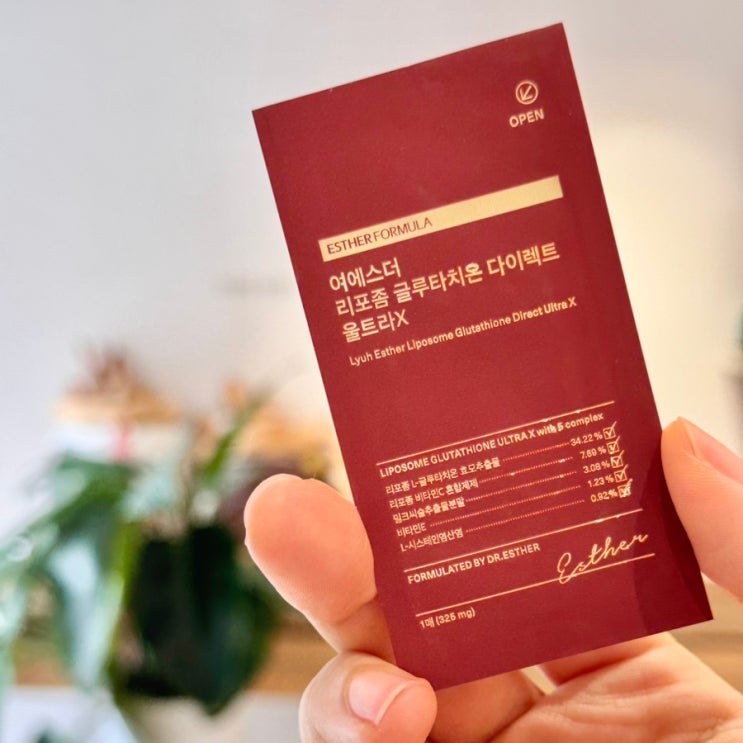 OPEN
ESTHER FORMULA
여에스더
리포좀 글루타치온 다이렉트
울트라X
Lyuh Esther Liposome Glutathione Direct Ultra X
LIPOSOME GLUTATHIONE ULTRA X with 5 complex
리포좀 L-글루타치온 효모추출물 34.22%
리포좀 비타민C 혼합제제 7.69%
밀크씨슬추출물분말 3.08%
비타민E 1.23%
L-시스테인염산염 0.92%
FORMULATED BY DR.ESTHER
Esther
1매 (325 mg)